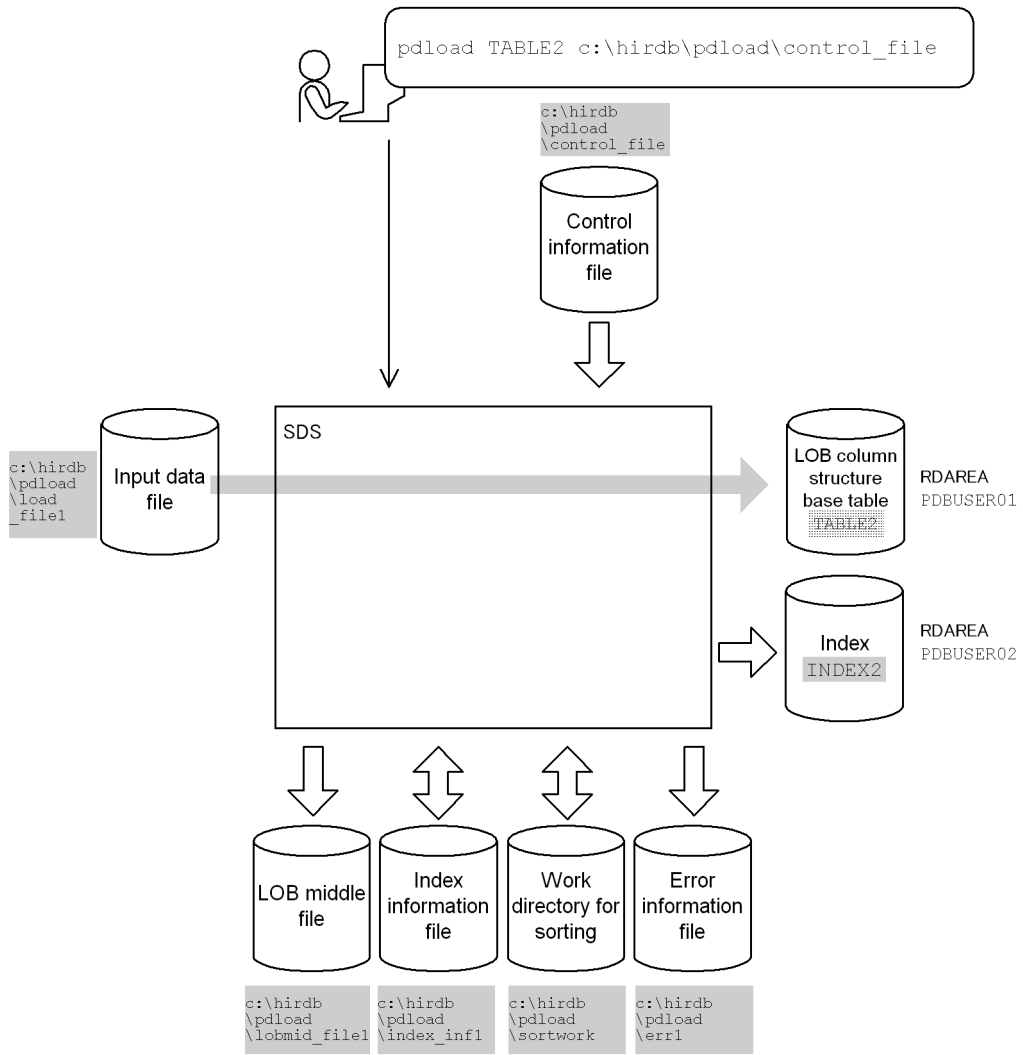 pdload TABLE2 c:\hirdb\pdload\control_file
c:\hirdb
\pdload
\control_file
Control
information
file
SDS
c:\hirdb
\pdload
\load
_file1
Input data
file
LOB column
structure
base table
TABLE2
RDAREA
PDBUSER01
Index
INDEX2
RDAREA
PDBUSER02
LOB middle
file
Index
information
file
Work
directory for
sorting
Error
information
file
c:\hirdb
\pdload
\lobmid_file1
c:\hirdb
\pdload
\index_inf1
c:\hirdb
\pdload
\sortwork
c:\hirdb
\pdload
\err1